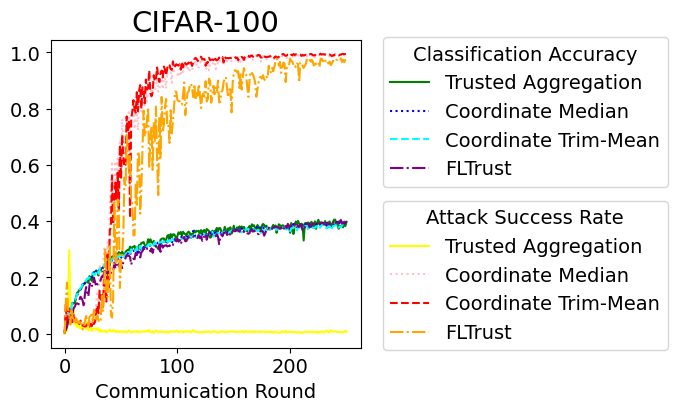 CIFAR-100
1.0
0.8
0.6
0.4
0.2
0.0
0
100
200
Communication Round
Classification Accuracy
Trusted Aggregation
Coordinate Median
Coordinate Trim-Mean
FLTrust
Attack Success Rate
Trusted Aggregation
Coordinate Median
Coordinate Trim-Mean
FLTrust